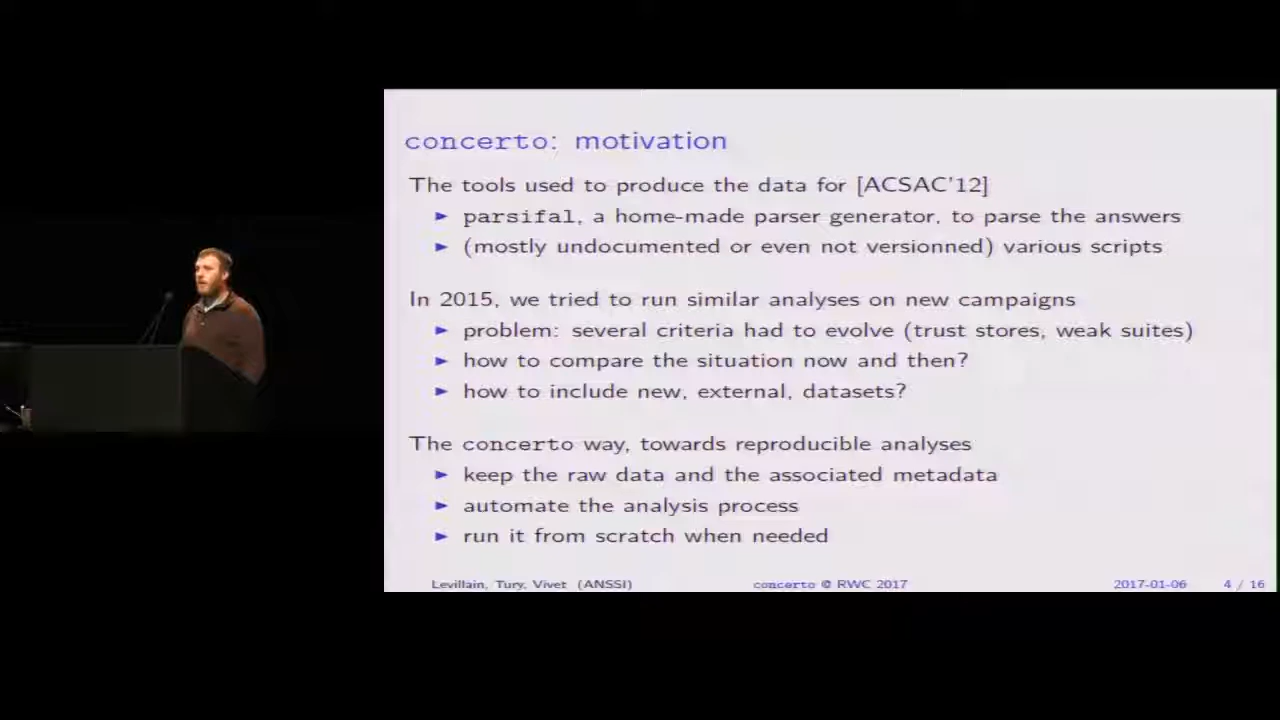 concerto: motivation
The tools used to produce the data for [ACSAC'12]
► parsifal, a home-made parser generator, to parse the answers
► (mostly undocumented or even not versionned) various scripts
In 2015, we tried to run similar analyses on new campaigns
► problem: several criteria had to evolve (trust stores, weak suites)
► how to compare the situation now and then?
► how to include new, external, datasets?
The concerto way, towards reproducible analyses
► keep the raw data and the associated metadata
► automate the analysis process
► run it from scratch when needed
Levillain, Tury, Vivet (ANSSI) concerto @ RWC 2017 2017-01-06 4 / 16